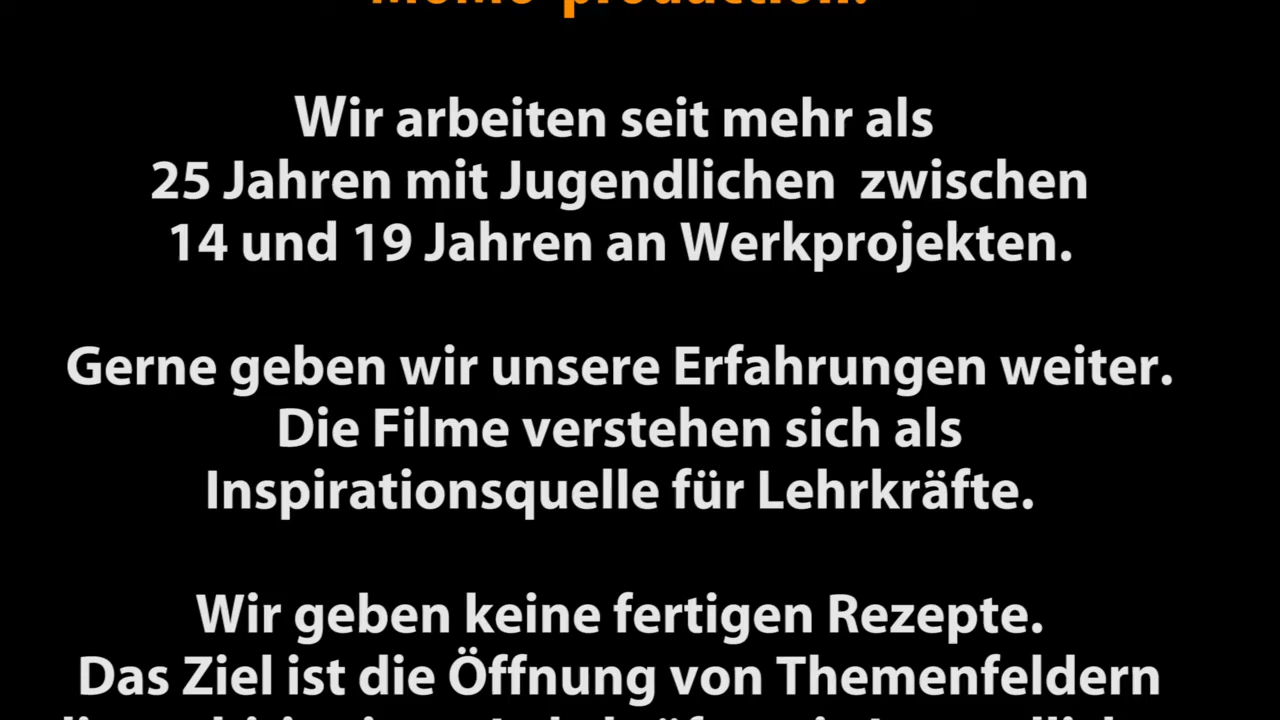 MoMo-production.
Wir arbeiten seit mehr als
25 Jahren mit Jugendlichen zwischen
14 und 19 Jahren an Werkprojekten.
Gerne geben wir unsere Erfahrungen weiter.
Die Filme verstehen sich als
Inspirationsquelle für Lehrkräfte.
Wir geben keine fertigen Rezepte.
Das Ziel ist die Öffnung von Themenfeldern